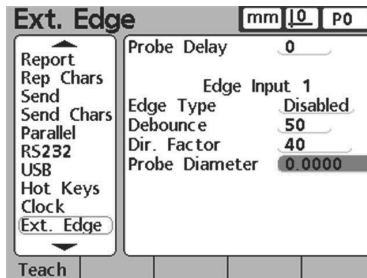 Ext. Edge mm P0
Report
Rep Chars
Send
Send Chars
Parallel
RS232
USB
Hot Keys
Clock
Ext. Edge
Probe Delay 0
Edge Input 1
Edge Type Disabled
Debounce 50
Dir. Factor 40
Probe Diameter 0.0000
Teach